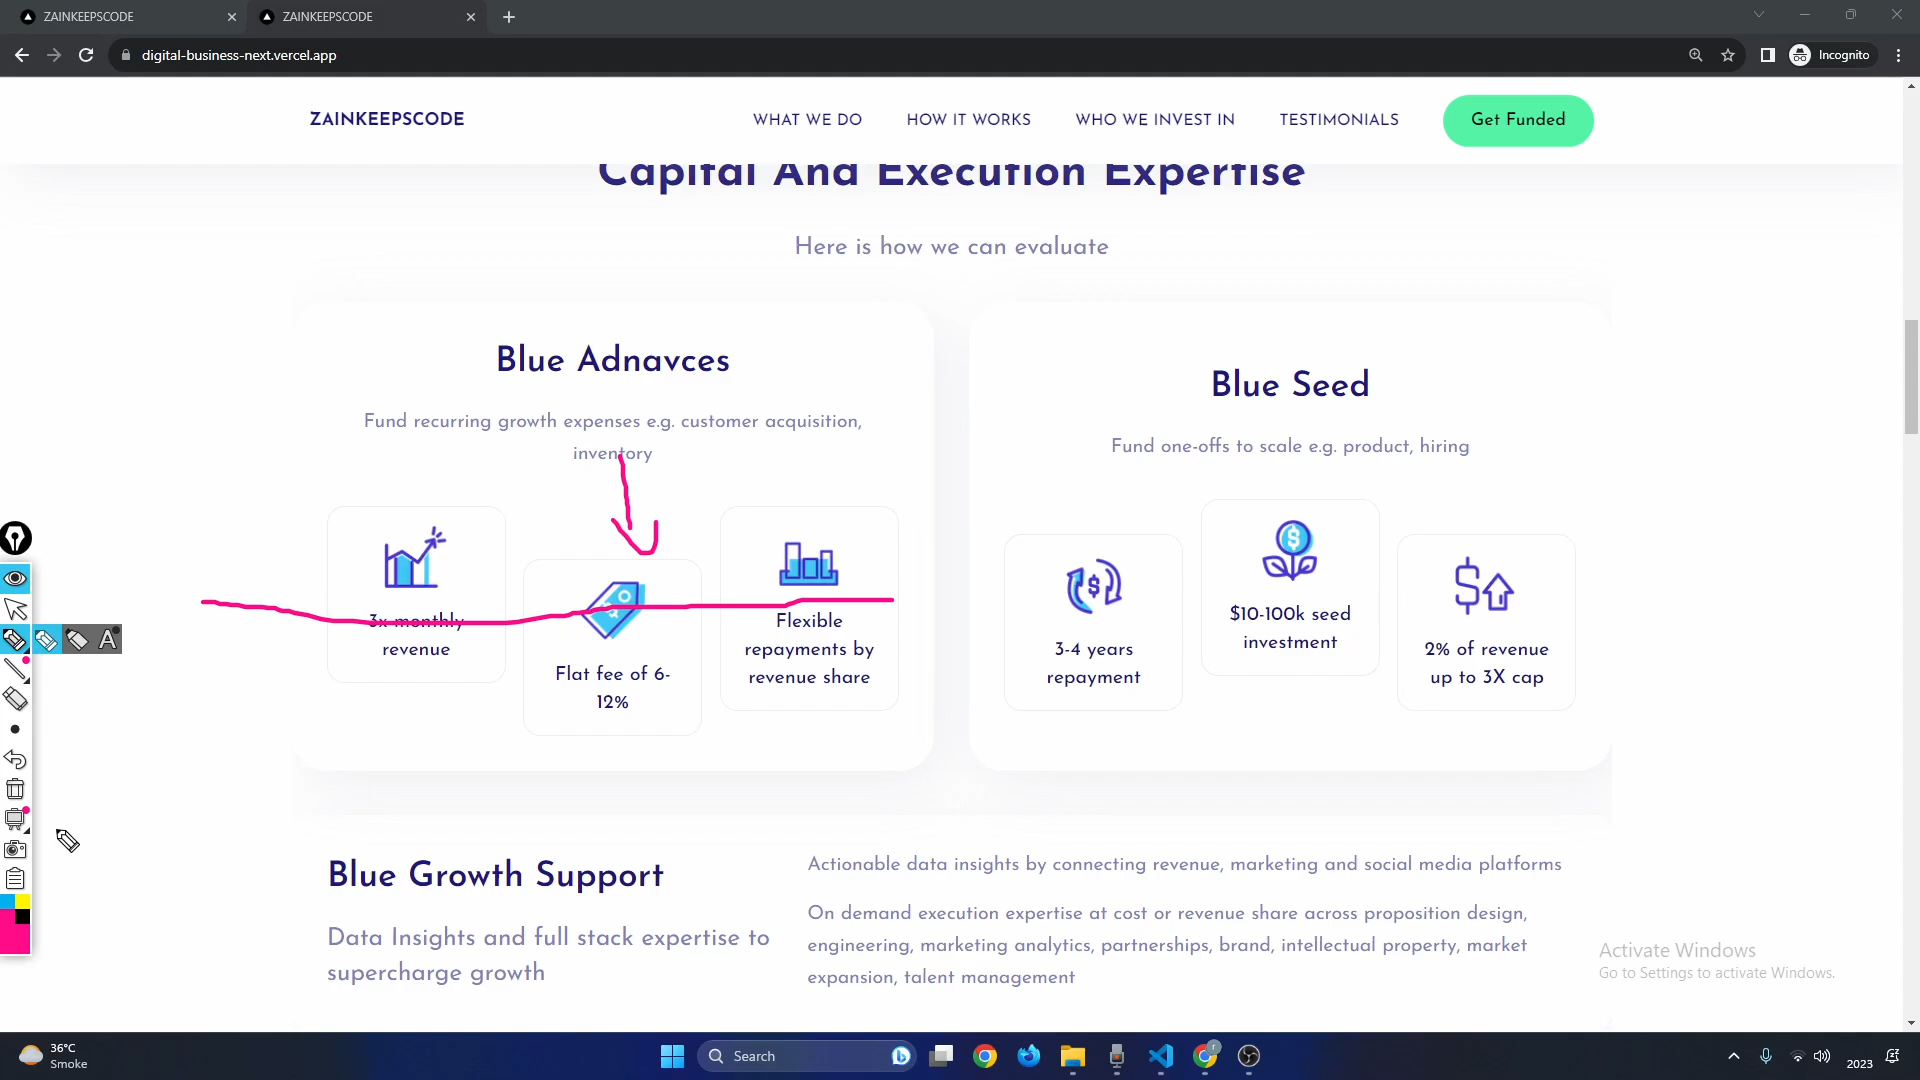 ZAINKEEPSCODE
ZAINKEEPSCODE
digital-business-next.vercel.app
Incognito
ZAINKEEPSCODE
WHAT WE DO
HOW IT WORKS
WHO WE INVEST IN
TESTIMONIALS
Get Funded
Capital And Execution Expertise
Here is how we can evaluate
Blue Adnavces
Fund recurring growth expenses e.g. customer acquisition,
inventory
3x monthly
revenue
Flat fee of 6-
12%
Flexible
repayments by
revenue share
Blue Seed
Fund one-offs to scale e.g. product, hiring
3-4 years
repayment
$10-100k seed
investment
2% of revenue
up to 3X cap
A
Blue Growth Support
Data Insights and full stack expertise to
supercharge growth
Actionable data insights by connecting revenue, marketing and social media platforms
On demand execution expertise at cost or revenue share across proposition design,
engineering, marketing analytics, partnerships, brand, intellectual property, market
expansion, talent management
Activate Windows
Go to Settings to activate Windows.
36°C
Smoke
Search
2023